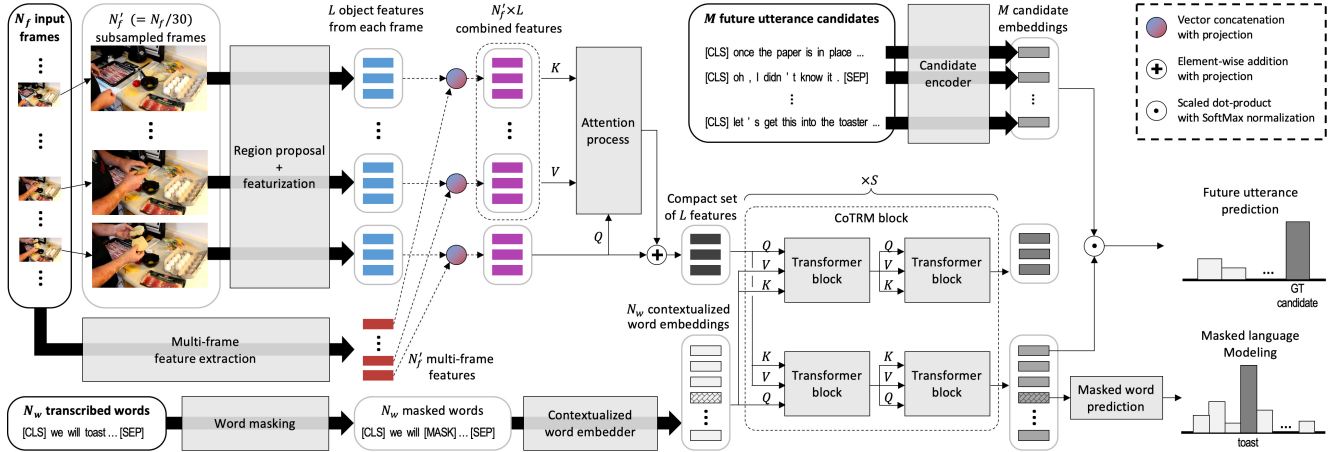 N_f input
frames
N_f′ (= N_f/30)
subsampled frames
L object features
from each frame
N_f′×L
combined features
M future utterance candidates
[CLS] once the paper is in place ...
[CLS] oh , I didn ' t know it . [SEP]
[CLS] let ' s get this into the toaster ...
Candidate
encoder
M candidate
embeddings
Vector concatenation
with projection
Element-wise addition
with projection
Scaled dot-product
with SoftMax normalization
Region proposal
+
featurization
K
V
Q
Attention
process
Compact set
of L features
×S
CoTRM block
Q
V
K
Transformer
block
Q
V
K
Transformer
block
Future utterance
prediction
...
GT
candidate
Multi-frame
feature extraction
N_f′ multi-frame
features
N_w contextualized
word embeddings
K
V
Q
Transformer
block
K
V
Q
Transformer
block
Masked word
prediction
Masked language
Modeling
...
toast
N_w transcribed words
[CLS] we will toast ... [SEP]
Word masking
N_w masked words
[CLS] we will [MASK] ... [SEP]
Contextualized
word embedder